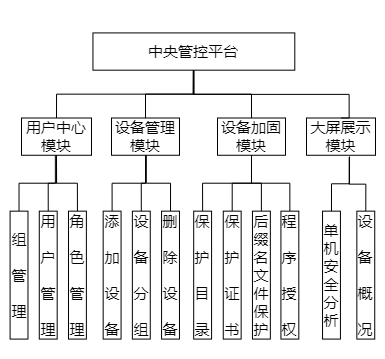 中央管控平台
用户中心
模块
设备管理
模块
设备加固
模块
大屏展示
模块
组管理
用户管理
角色管理
添加设备
设备分组
删除设备
保护目录
保护证书
后缀名文件保护
程序授权
单机安全分析
设备概况